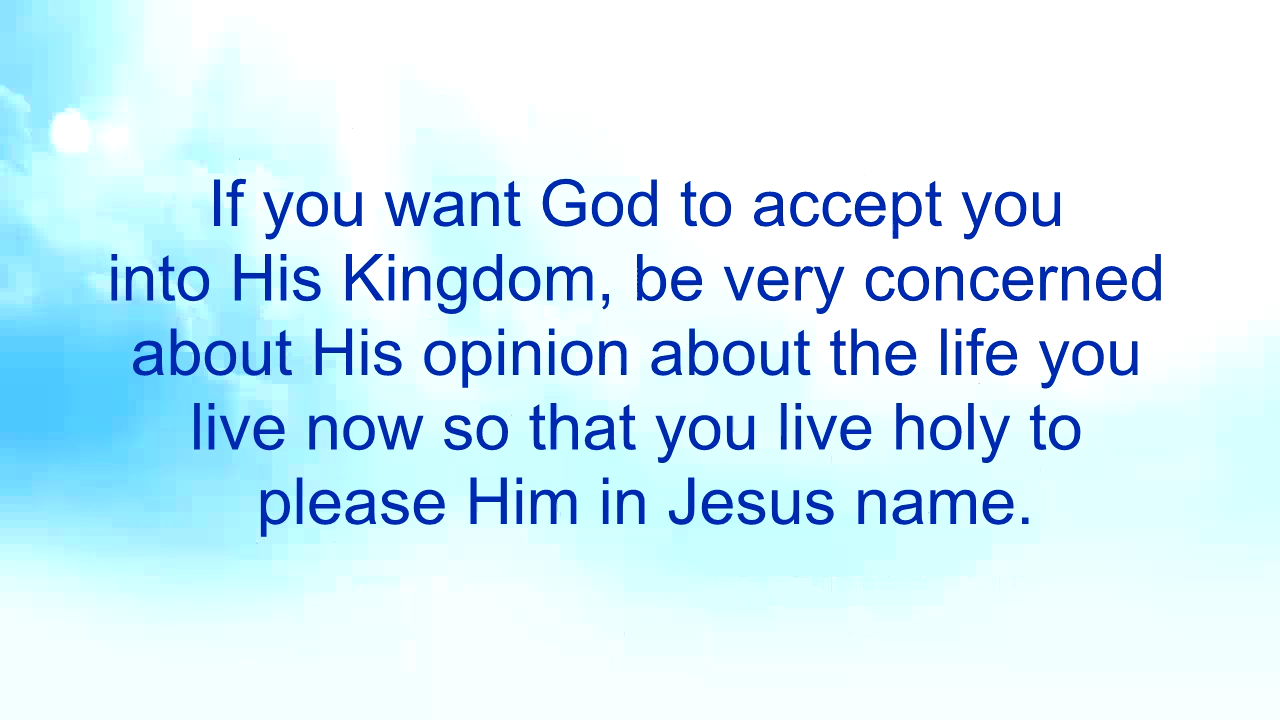 If you want God to accept you
into His Kingdom, be very concerned
about His opinion about the life you
live now so that you live holy to
please Him in Jesus name.